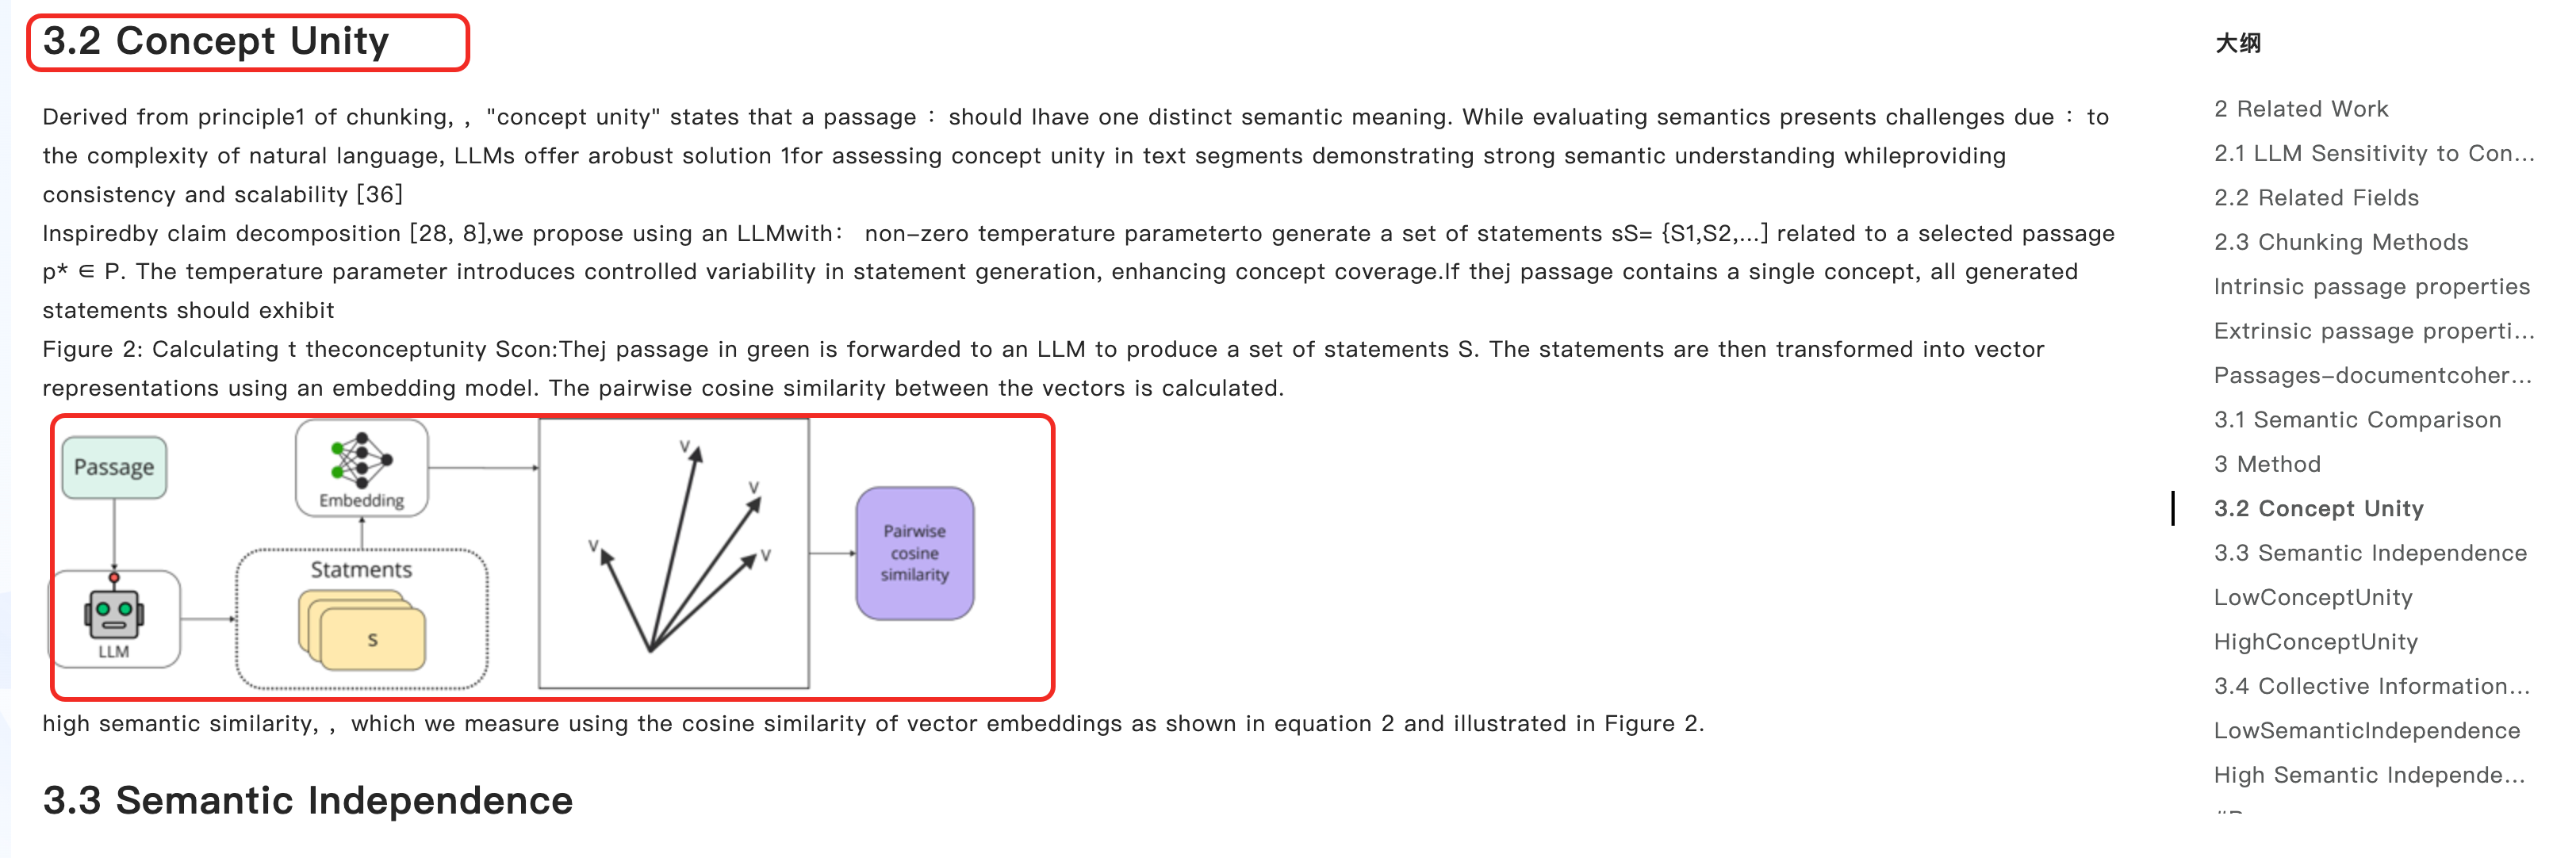 3.2 Concept Unity
Derived from principle1 of chunking, , "concept unity" states that a passage : should lhave one distinct semantic meaning. While evaluating semantics presents challenges due : to
the complexity of natural language, LLMs offer arobust solution 1for assessing concept unity in text segments demonstrating strong semantic understanding whileproviding
consistency and scalability [36]
Inspiredby claim decomposition [28, 8],we propose using an LLMwith: non-zero temperature parameterto generate a set of statements sS= {S1,S2,...] related to a selected passage
p* ∈ P. The temperature parameter introduces controlled variability in statement generation, enhancing concept coverage.If thej passage contains a single concept, all generated
statements should exhibit
Figure 2: Calculating t theconceptunity Scon:Thej passage in green is forwarded to an LLM to produce a set of statements S. The statements are then transformed into vector
representations using an embedding model. The pairwise cosine similarity between the vectors is calculated.
Passage
LLM
Embedding
Statments
s
V
V
V
V
Pairwise
cosine
similarity
high semantic similarity, , which we measure using the cosine similarity of vector embeddings as shown in equation 2 and illustrated in Figure 2.
3.3 Semantic Independence
大纲
2 Related Work
2.1 LLM Sensitivity to Con...
2.2 Related Fields
2.3 Chunking Methods
Intrinsic passage properties
Extrinsic passage properti...
Passages-documentcoher...
3.1 Semantic Comparison
3 Method
3.2 Concept Unity
3.3 Semantic Independence
LowConceptUnity
HighConceptUnity
3.4 Collective Information...
LowSemanticIndependence
High Semantic Independe...